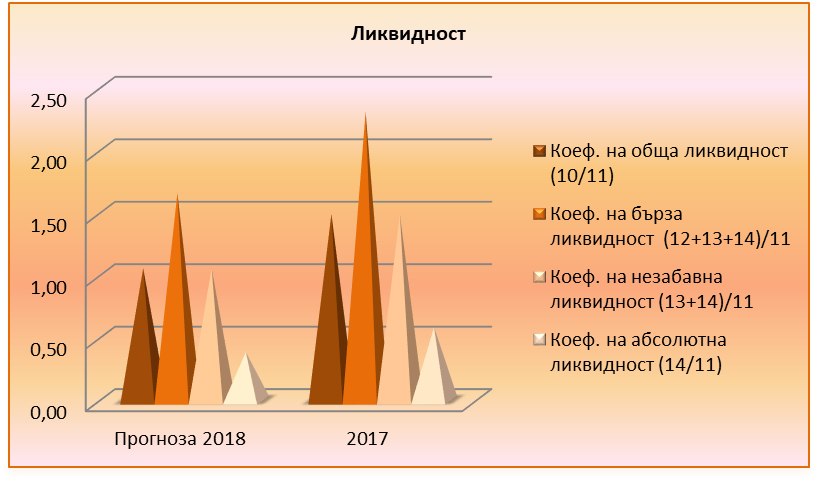 Ликвидност
2,50
2,00
1,50
1,00
0,50
0,00
Прогноза 2018
2017
Коеф. на обща ликвидност
(10/11)
Коеф. на бърза
ликвидност (12+13+14)/11
Коеф. на незабавна
ликвидност (13+14)/11
Коеф. на абсолютна
ликвидност (14/11)